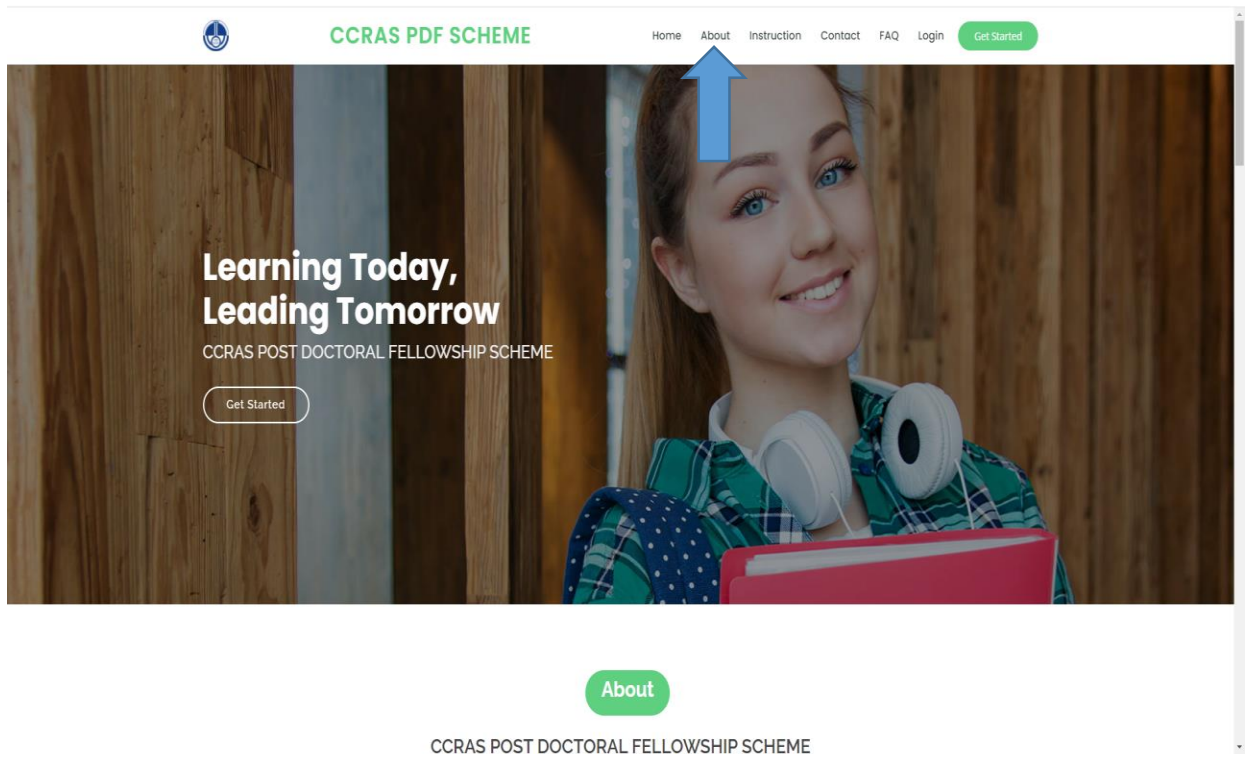 CCRAS PDF SCHEME
Home About Instruction Contact FAQ Login Get Started
Learning Today,
Leading Tomorrow
CCRAS POST DOCTORAL FELLOWSHIP SCHEME
Get Started
About
CCRAS POST DOCTORAL FELLOWSHIP SCHEME